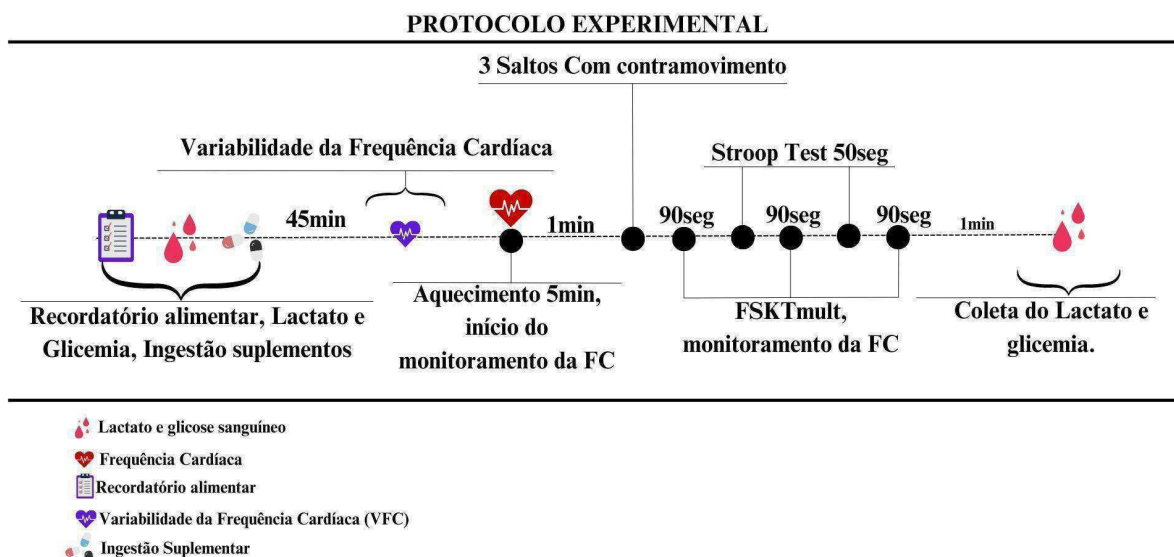 PROTOCOLO EXPERIMENTAL
3 Saltos Com contramovimento
Variabilidade da Frequência Cardíaca
Stroop Test 50seg
45min
1min
90seg
90seg
90seg
1min
Recordatório alimentar, Lactato e
Glicemia, Ingestão suplementos
Aquecimento 5min,
início do
monitoramento da FC
FSKTmult,
monitoramento da FC
Coleta do Lactato e
glicemia.
Lactato e glicose sanguíneo
Frequência Cardíaca
Recordatório alimentar
Variabilidade da Frequência Cardíaca (VFC)
Ingestão Suplementar